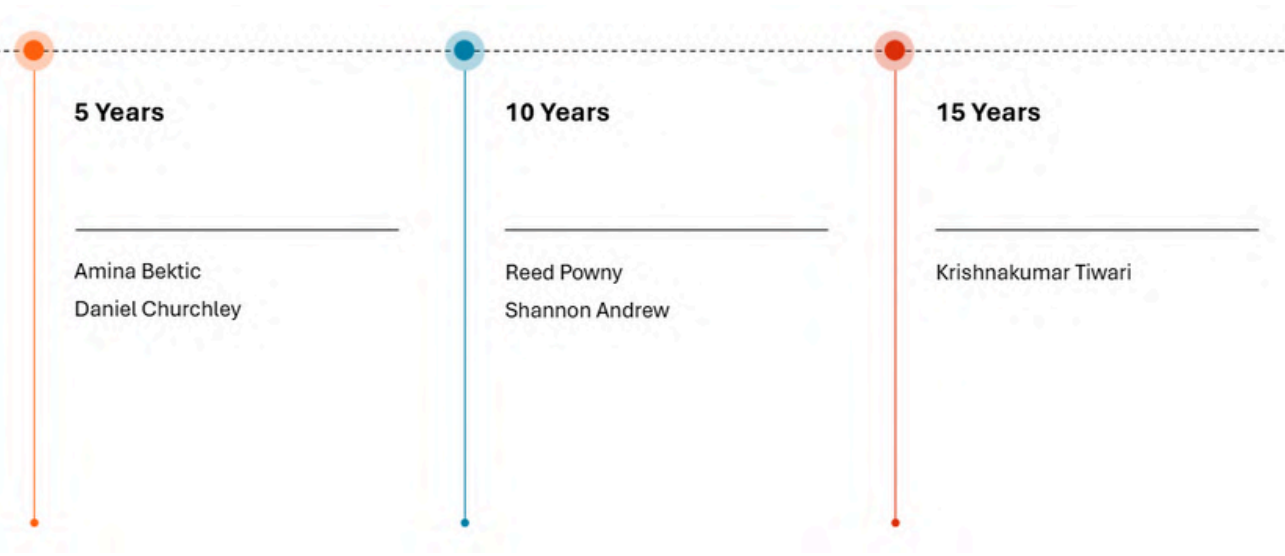 5 Years
Amina Bektic
Daniel Churchley
10 Years
Reed Powny
Shannon Andrew
15 Years
Krishnakumar Tiwari